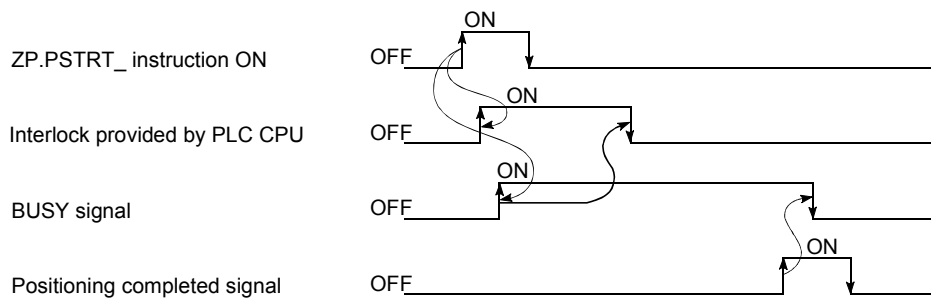 ON
ZP.PSTRT_ instruction ON OFF
ON
Interlock provided by PLC CPU OFF
ON
BUSY signal OFF
ON
Positioning completed signal OFF